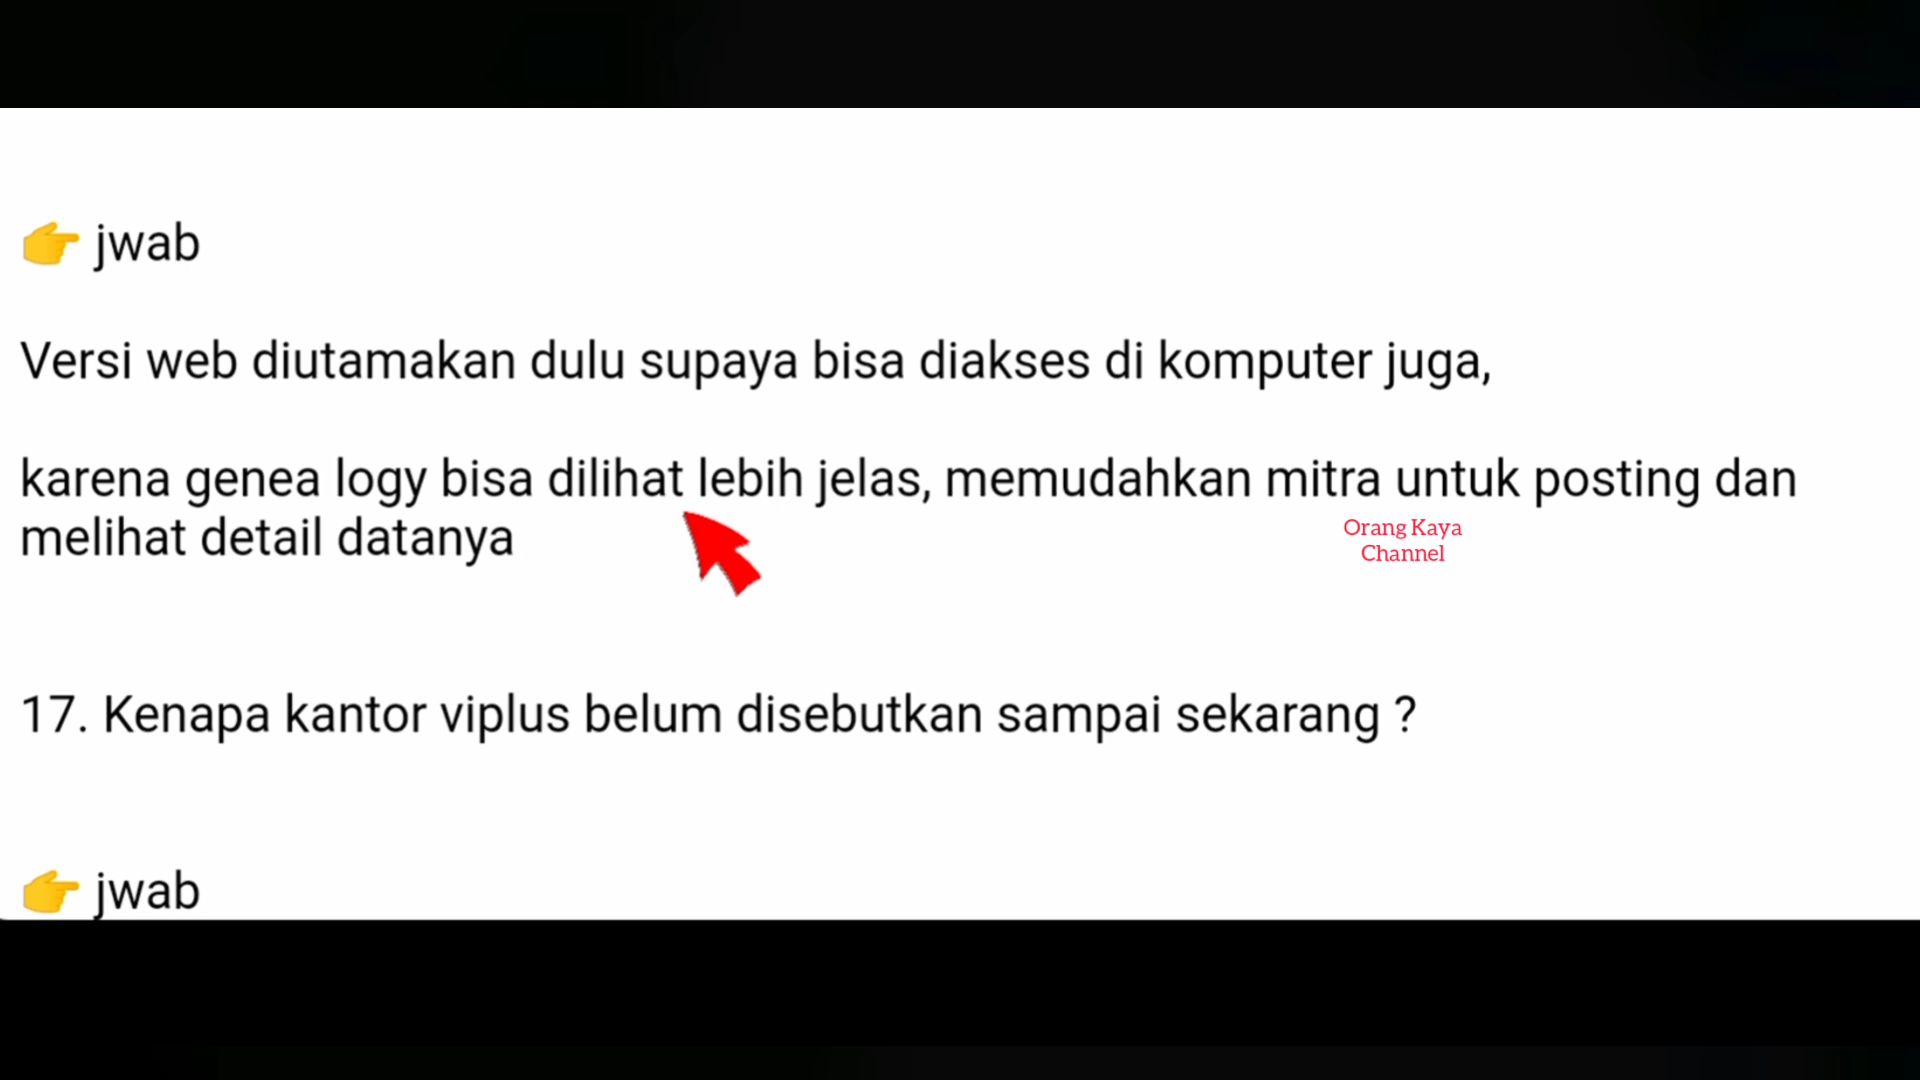 👉 jwab
Versi web diutamakan dulu supaya bisa diakses di komputer juga,
karena genea logy bisa dilihat lebih jelas, memudahkan mitra untuk posting dan
melihat detail datanya
Orang Kaya
Channel
17. Kenapa kantor viplus belum disebutkan sampai sekarang ?
👉 jwab